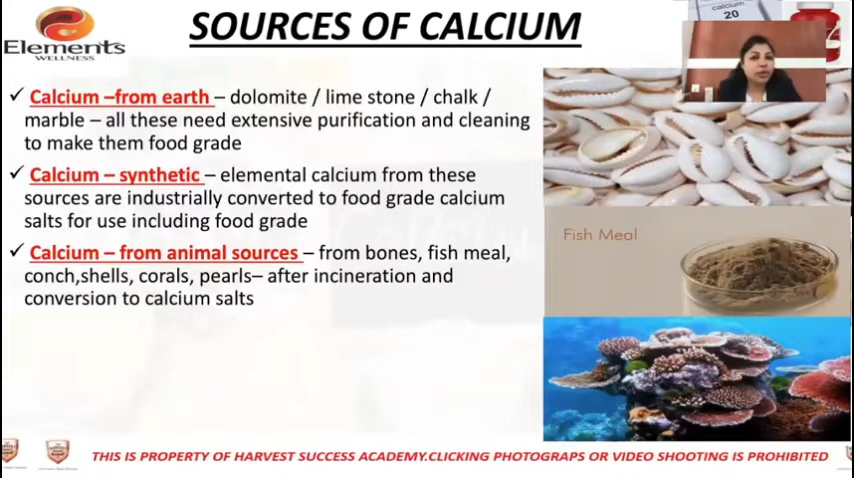 SOURCES OF CALCIUM
Elements
WELLNESS
calcium
20
✓ Calcium –from earth – dolomite / lime stone / chalk /
marble – all these need extensive purification and cleaning
to make them food grade
✓ Calcium – synthetic – elemental calcium from these
sources are industrially converted to food grade calcium
salts for use including food grade
✓ Calcium – from animal sources – from bones, fish meal,
conch,shells, corals, pearls– after incineration and
conversion to calcium salts
Fish Meal
THIS IS PROPERTY OF HARVEST SUCCESS ACADEMY.CLICKING PHOTOGRAPS OR VIDEO SHOOTING IS PROHIBITED